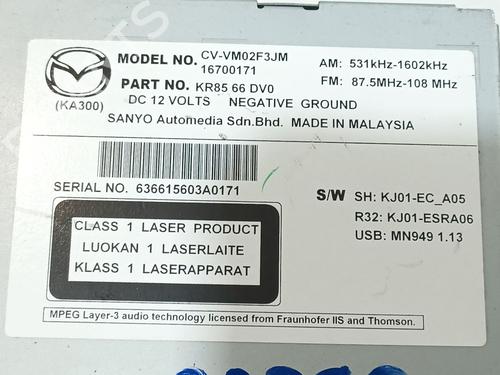 MODEL NO. CV-VM02F3JM
16700171
PART NO. KR85 66 DV0
(KA300)
DC 12 VOLTS NEGATIVE GROUND
SANYO Automedia Sdn.Bhd. MADE IN MALAYSIA
AM: 531kHz-1602kHz
FM: 87.5MHz-108 MHz
SERIAL NO. 636615603A0171
S/W SH: KJ01-EC_A05
R32: KJ01-ESRA06
USB: MN949 1.13
CLASS 1 LASER PRODUCT
LUOKAN 1 LASERLAITE
KLASS 1 LASERAPPARAT
MPEG Layer-3 audio technology licensed from Fraunhofer IIS and Thomson.